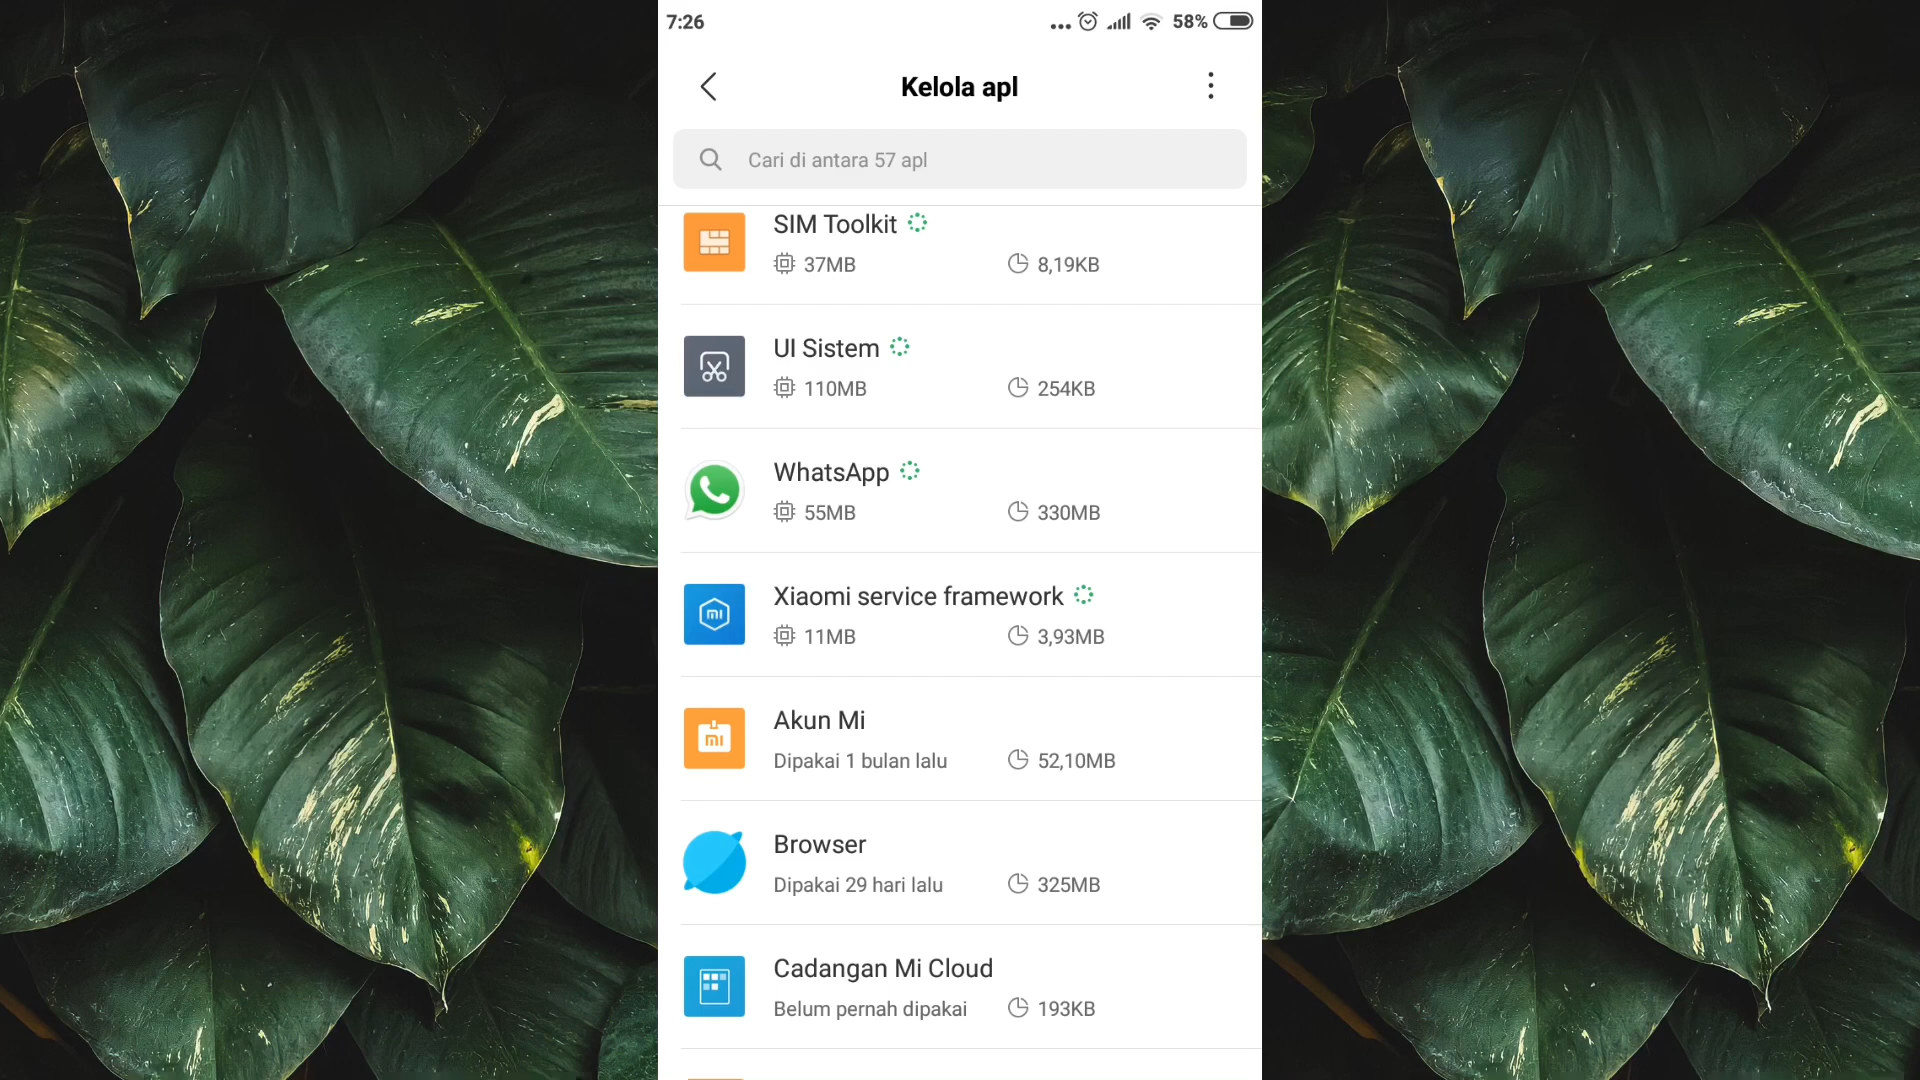 7:26
58%
Kelola apl
Cari di antara 57 apl
SIM Toolkit
37MB 8,19KB
UI Sistem
110MB 254KB
WhatsApp
55MB 330MB
Xiaomi service framework
11MB 3,93MB
Akun Mi
Dipakai 1 bulan lalu 52,10MB
Browser
Dipakai 29 hari lalu 325MB
Cadangan Mi Cloud
Belum pernah dipakai 193KB